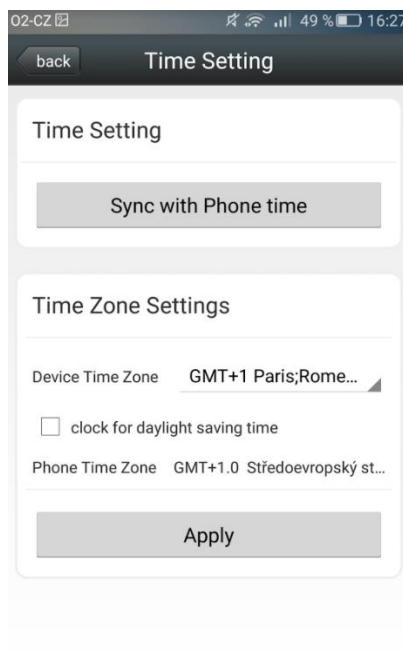 02-CZ 49 % 16:27
back Time Setting
Time Setting
Sync with Phone time
Time Zone Settings
Device Time Zone GMT+1 Paris;Rome...
clock for daylight saving time
Phone Time Zone GMT+1.0 Středoevropský st...
Apply